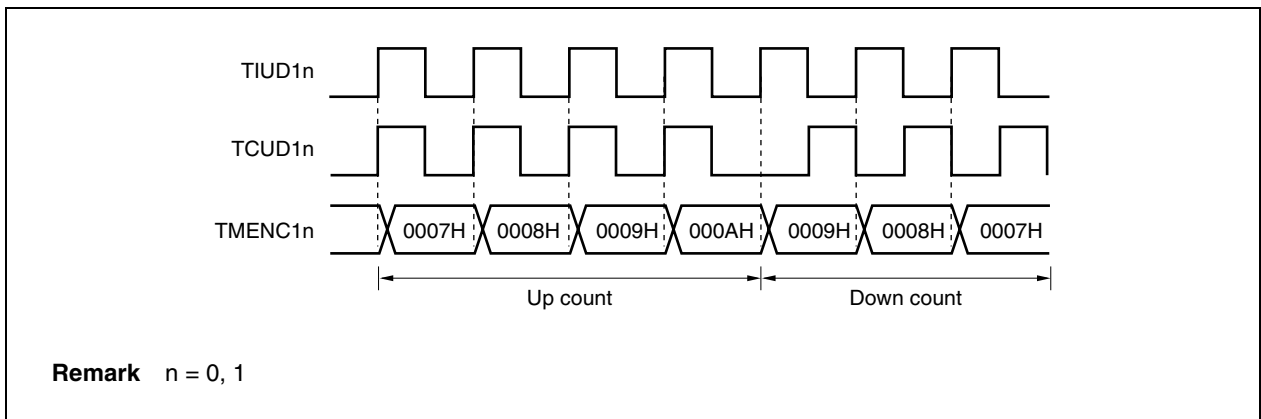 TIUD1n
TCUD1n
TMENC1n
0007H 0008H 0009H 000AH 0009H 0008H 0007H
Up count Down count
Remark n = 0, 1